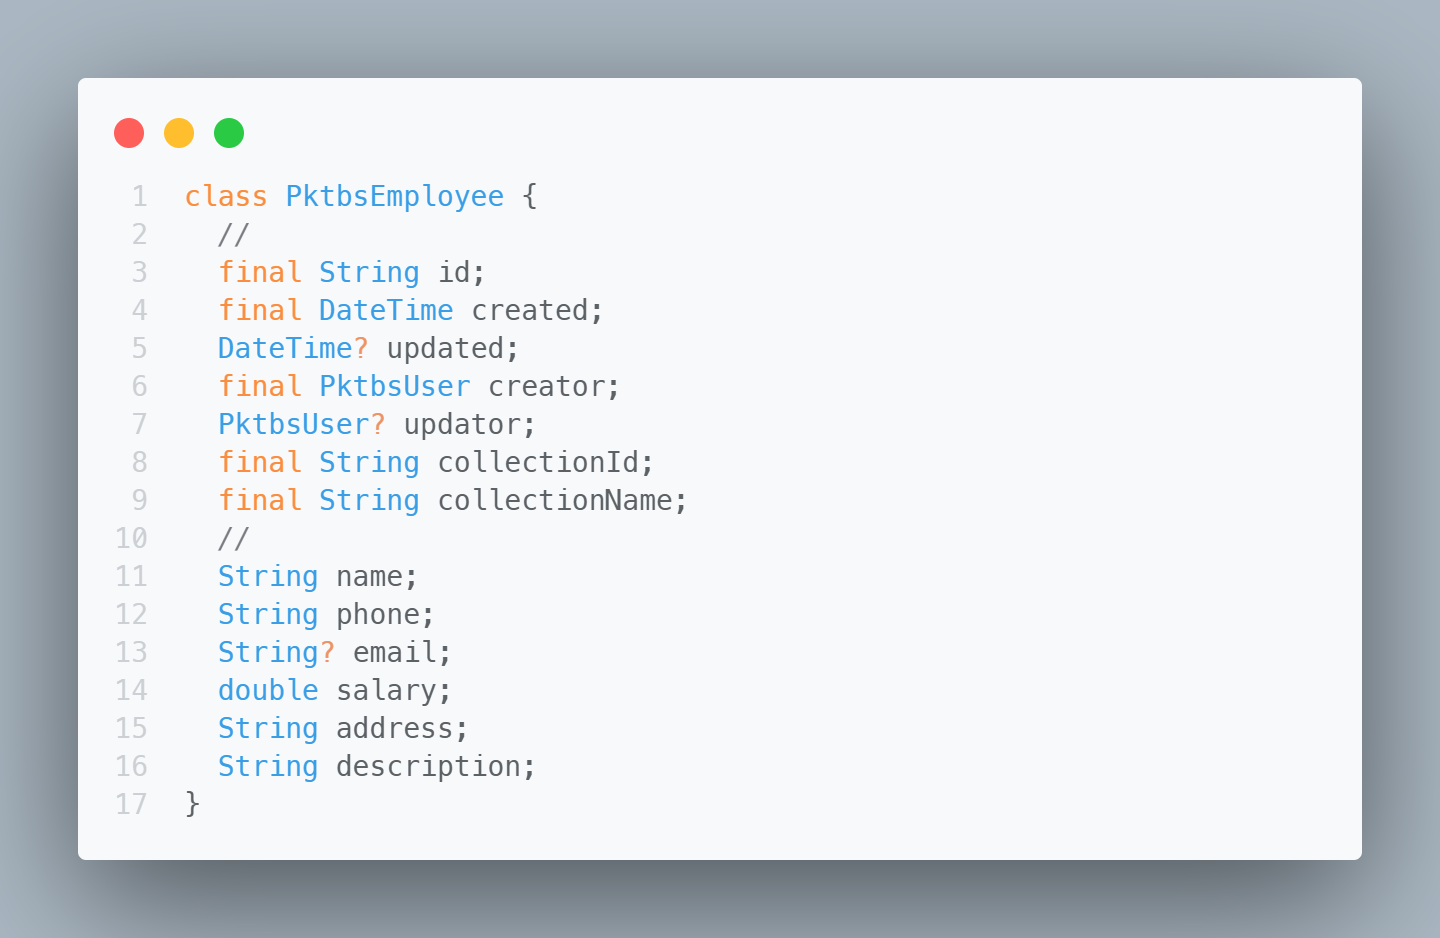 1 class PktbsEmployee {
2 //
3 final String id;
4 final DateTime created;
5 DateTime? updated;
6 final PktbsUser creator;
7 PktbsUser? updator;
8 final String collectionId;
9 final String collectionName;
10 //
11 String name;
12 String phone;
13 String? email;
14 double salary;
15 String address;
16 String description;
17 }